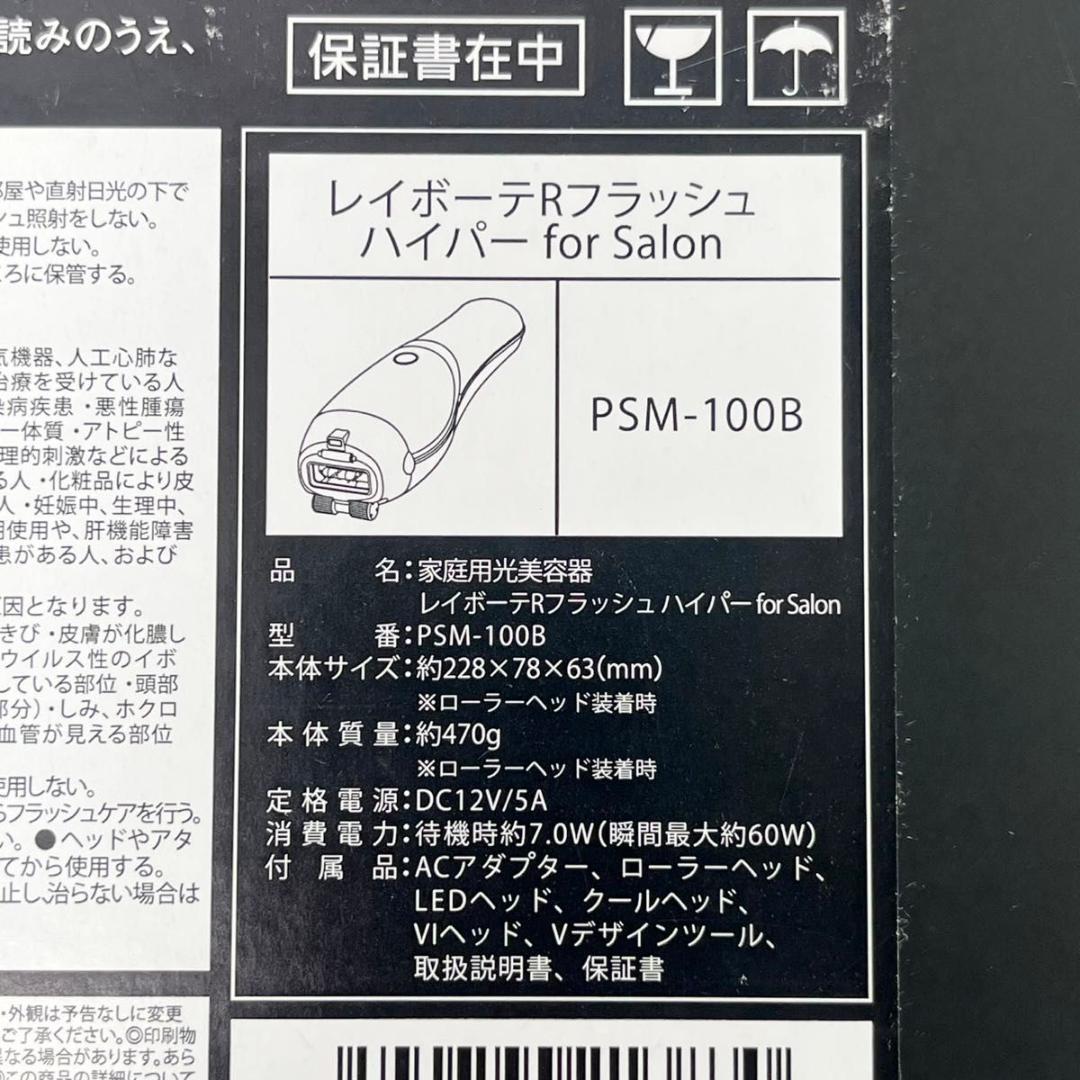 読みのうえ、
保証書在中
部屋や直射日光の下で
シュ照射をしない。
使用しない。
ころに保管する。
気機器、人工心肺な
治療を受けている人
染病疾患・悪性腫瘍
ー体質・アトピー性
理的刺激などによる
る人・化粧品により皮
人・妊娠中、生理中、
期使用や、肝機能障害
患がある人、および
原因となります。
きび・皮膚が化膿し
ウイルス性のイボ
している部位・頭部
部分)・しみ、ホクロ
血管が見える部位
使用しない。
らフラッシュケアを行う。
い。●ヘッドやアタ
てから使用する。
止し、治らない場合は
・外観は予告なしに変更
ご了承ください。◎印刷物
異なる場合があります。あら
この商品の詳細について
レイボーテRフラッシュ
ハイパー for Salon
PSM-100B
品名:家庭用光美容器
レイボーテRフラッシュ ハイパー for Salon
型番:PSM-100B
本体サイズ:約228×78×63(mm)
※ローラーヘッド装着時
本体質量:約470g
※ローラーヘッド装着時
定格電源:DC12V/5A
消費電力:待機時約7.0W(瞬間最大約60W)
付属品:ACアダプター、ローラーヘッド、
LEDヘッド、クールヘッド、
VIヘッド、Vデザインツール、
取扱説明書、保証書